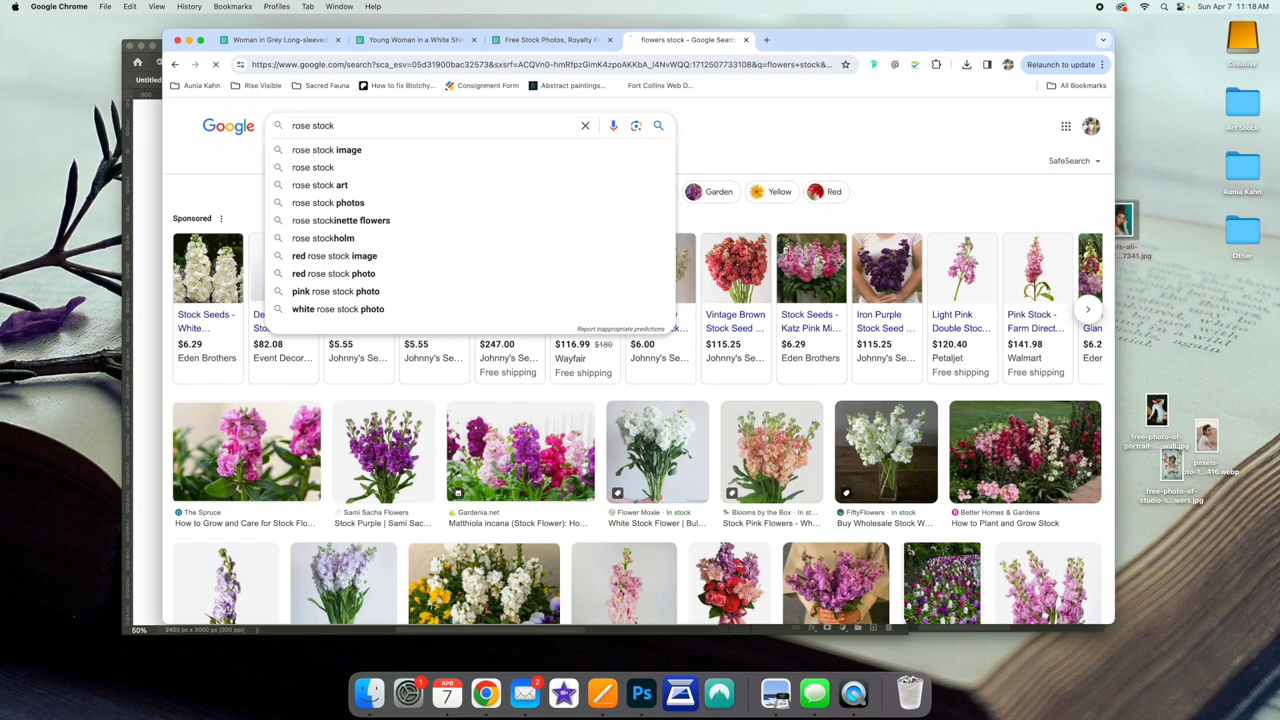 Google Chrome File Edit View History Bookmarks Profiles Tab Window Help
Sun Apr 7 11:18 AM
Woman in Grey Long-sleeved
Young Woman in a White Shi
Free Stock Photos, Royalty Fr
flowers stock - Google Searc
Untitled
https://www.google.com/search?sca_esv=05d31900bac32573&sxsrf=ACQVn0-hmRfpzGimK4zpoAKKba_l4NvWQQ:1712507733108&q=flowers+stock&...
Relaunch to update
Aunia Kahn
Rise Visible
Sacred Fauna
How to fix Blotchy...
Consignment Form
Abstract paintings...
Fort Collins Web D...
All Bookmarks
Google
rose stock
SafeSearch
rose stock image
rose stock
rose stock art
rose stock photos
rose stockinette flowers
rose stockholm
red rose stock image
red rose stock photo
pink rose stock photo
white rose stock photo
Report inappropriate predictions
Garden
Yellow
Red
Sponsored
Stock Seeds - White...
$6.29
Eden Brothers
$82.08
Event Decor...
$5.55
Johnny's Se...
$5.55
Johnny's Se...
$247.00
Johnny's Se...
Free shipping
$116.99 $180
Wayfair
Free shipping
$6.00
Johnny's Se...
Vintage Brown Stock Seed ...
$115.25
Johnny's Se...
Stock Seeds - Katz Pink Mi...
$6.29
Eden Brothers
Iron Purple Stock Seed ...
$115.25
Johnny's Se...
Light Pink Double Stoc...
$120.40
Petaljet
Free shipping
Pink Stock - Farm Direct...
$141.98
Walmart
Free shipping
Gian
$6.2
Eden
The Spruce
How to Grow and Care for Stock Flo...
Sami Sacha Flowers
Stock Purple | Sami Sac...
Gardenia.net
Matthiola incana (Stock Flower): Ho...
Flower Moxie · In stock
White Stock Flower | Bul...
Blooms by the Box · In stock
Stock Pink Flowers - Wh...
FiftyFlowers · In stock
Buy Wholesale Stock W...
Better Homes & Gardens
How to Plant and Grow Stock
50%
2400 px x 3000 px (300 ppi)
Creative
Art Stock
Aunia Kahn
Other
free-photo-of-portrait-...wall.jpg
free-photo-of-studio-s...wers.jpg
1
APR
7
2
Ps